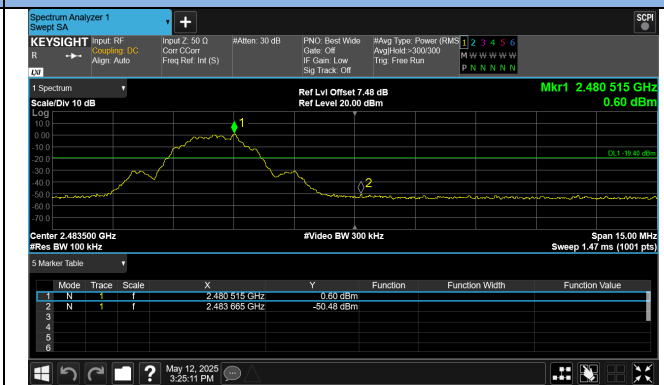 Spectrum Analyzer 1
Swept SA
+
SCPI
KEYSIGHT Input: RF Input Z: 50 Ω #Atten: 30 dB PNO: Best Wide #Avg Type: Power (RMS 1 2 3 4 5 6
R Coupling: DC Corr CCorr Gate: Off Avg|Hold:>300/300 M W W W W W
Align: Auto Freq Ref: Int (S) IF Gain: Low Trig: Free Run
LXI Sig Track: Off P N N N N N
1 Spectrum Ref Lvl Offset 7.48 dB Mkr1 2.480 515 GHz
Scale/Div 10 dB Ref Level 20.00 dBm 0.60 dBm
Log
10.0
0.00
-10.0
-20.0
-30.0
-40.0
-50.0
-60.0
-70.0
1
DL1 -19.40 dBm
2
Center 2.483500 GHz #Video BW 300 kHz Span 15.00 MHz
#Res BW 100 kHz Sweep 1.47 ms (1001 pts)
5 Marker Table
Mode Trace Scale X Y Function Function Width Function Value
1 N 1 f 2.480 515 GHz 0.60 dBm
2 N 1 f 2.483 665 GHz -50.48 dBm
3
4
5
6
? May 12, 2025
3:25:11 PM